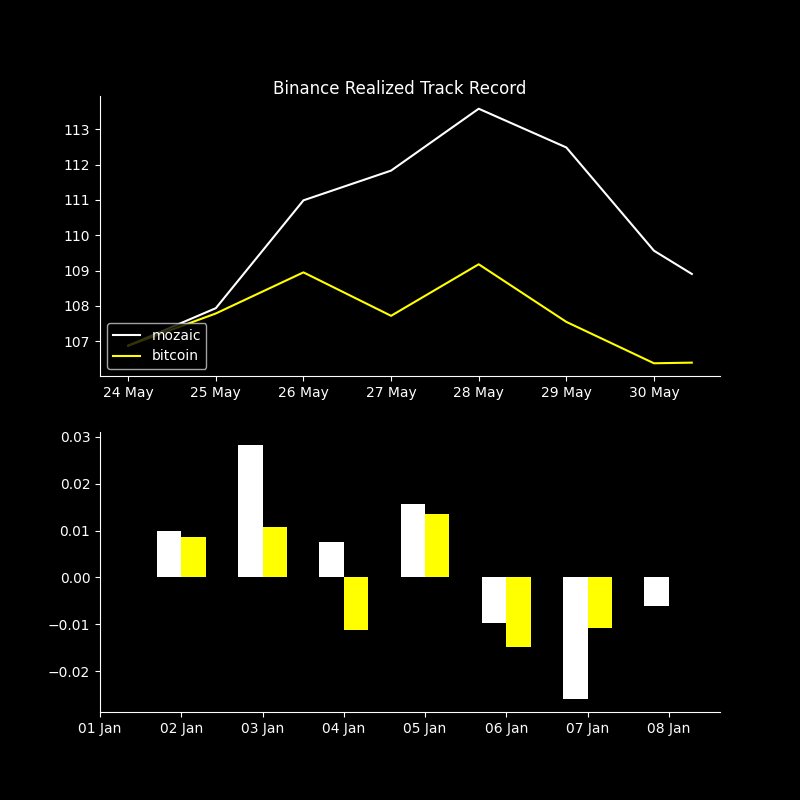 Binance Realized Track Record
113
112
111
110
109
108
107
mozaic
bitcoin
24 May 25 May 26 May 27 May 28 May 29 May 30 May
0.03
0.02
0.01
0.00
−0.01
−0.02
01 Jan 02 Jan 03 Jan 04 Jan 05 Jan 06 Jan 07 Jan 08 Jan